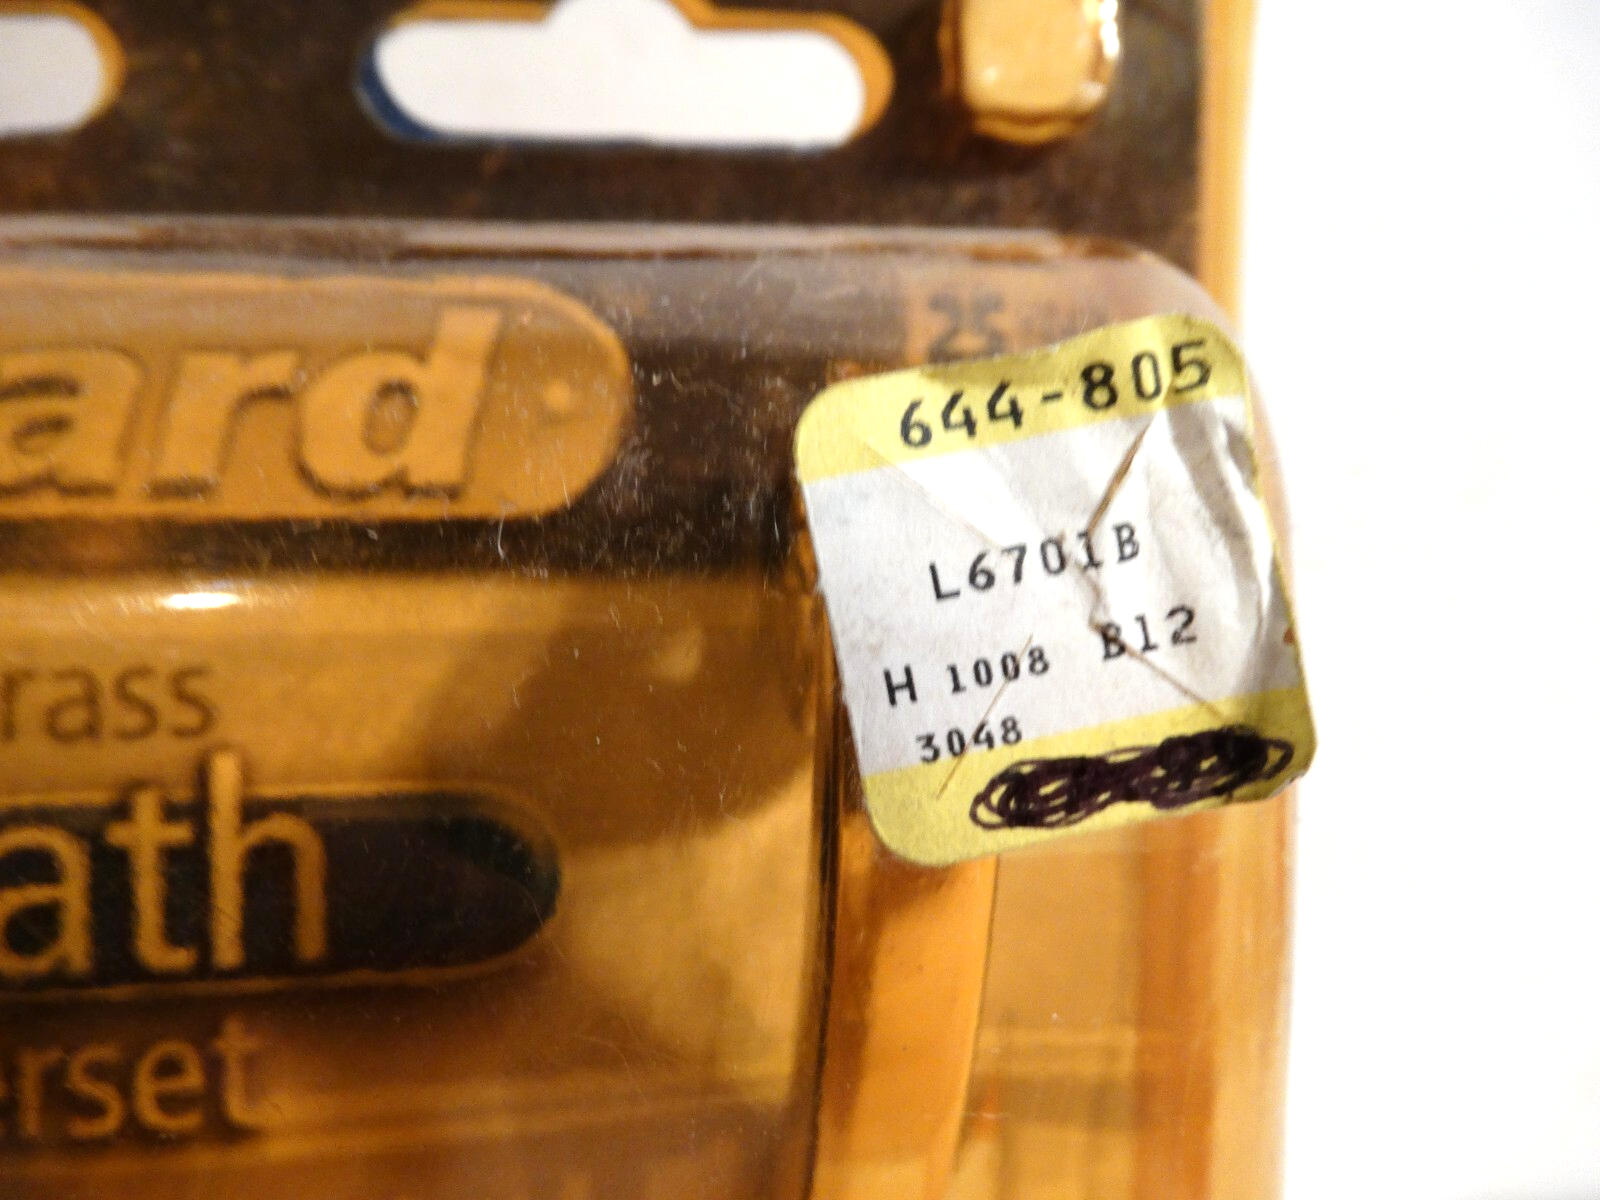 ard
25
644-805
L6701B
H 1008 B12
3048
rass
ath
erset